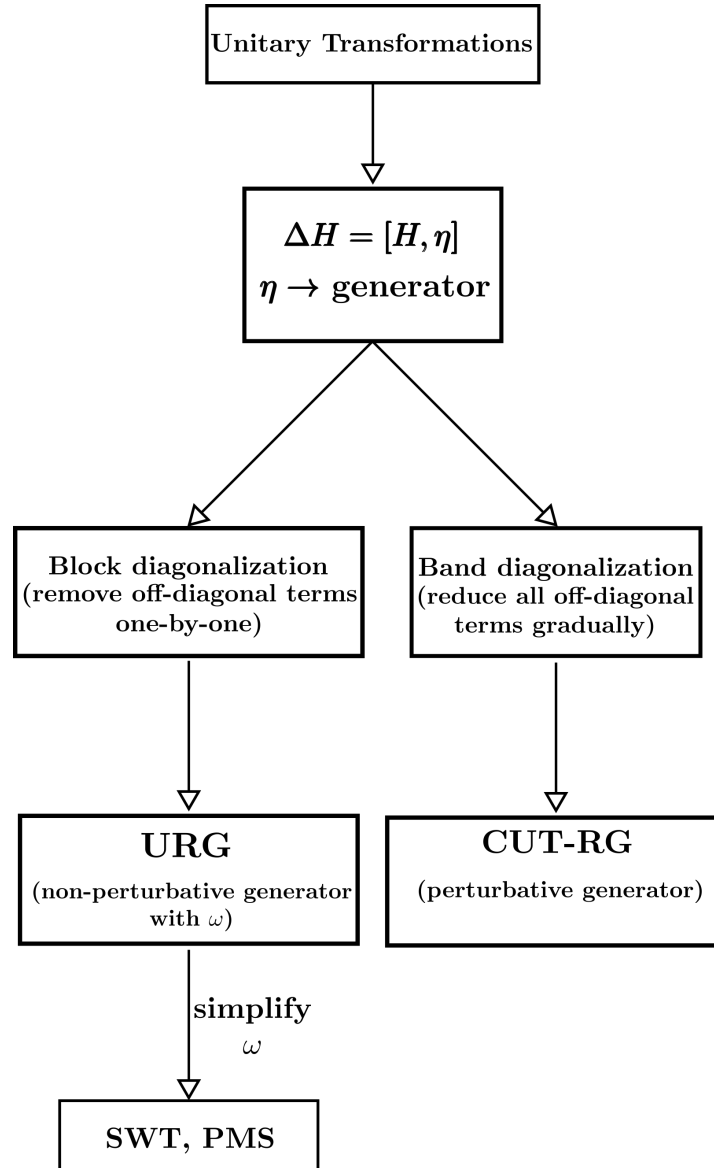 Unitary Transformations
ΔH = [H, η]
η → generator
Block diagonalization
(remove off-diagonal terms
one-by-one)
Band diagonalization
(reduce all off-diagonal
terms gradually)
URG
(non-perturbative generator
with ω)
CUT-RG
(perturbative generator)
simplify
ω
SWT, PMS